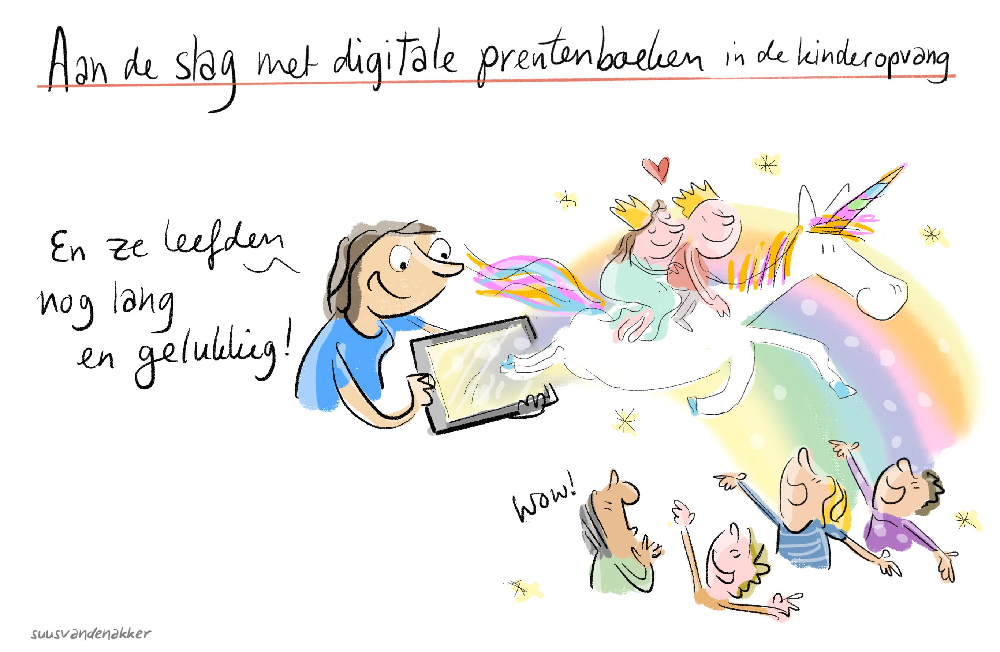 Aan de slag met digitale prentenboeken in de kinderopvang
En ze leefden
nog lang
en gelukkig!
Wow!
suusvandenakker